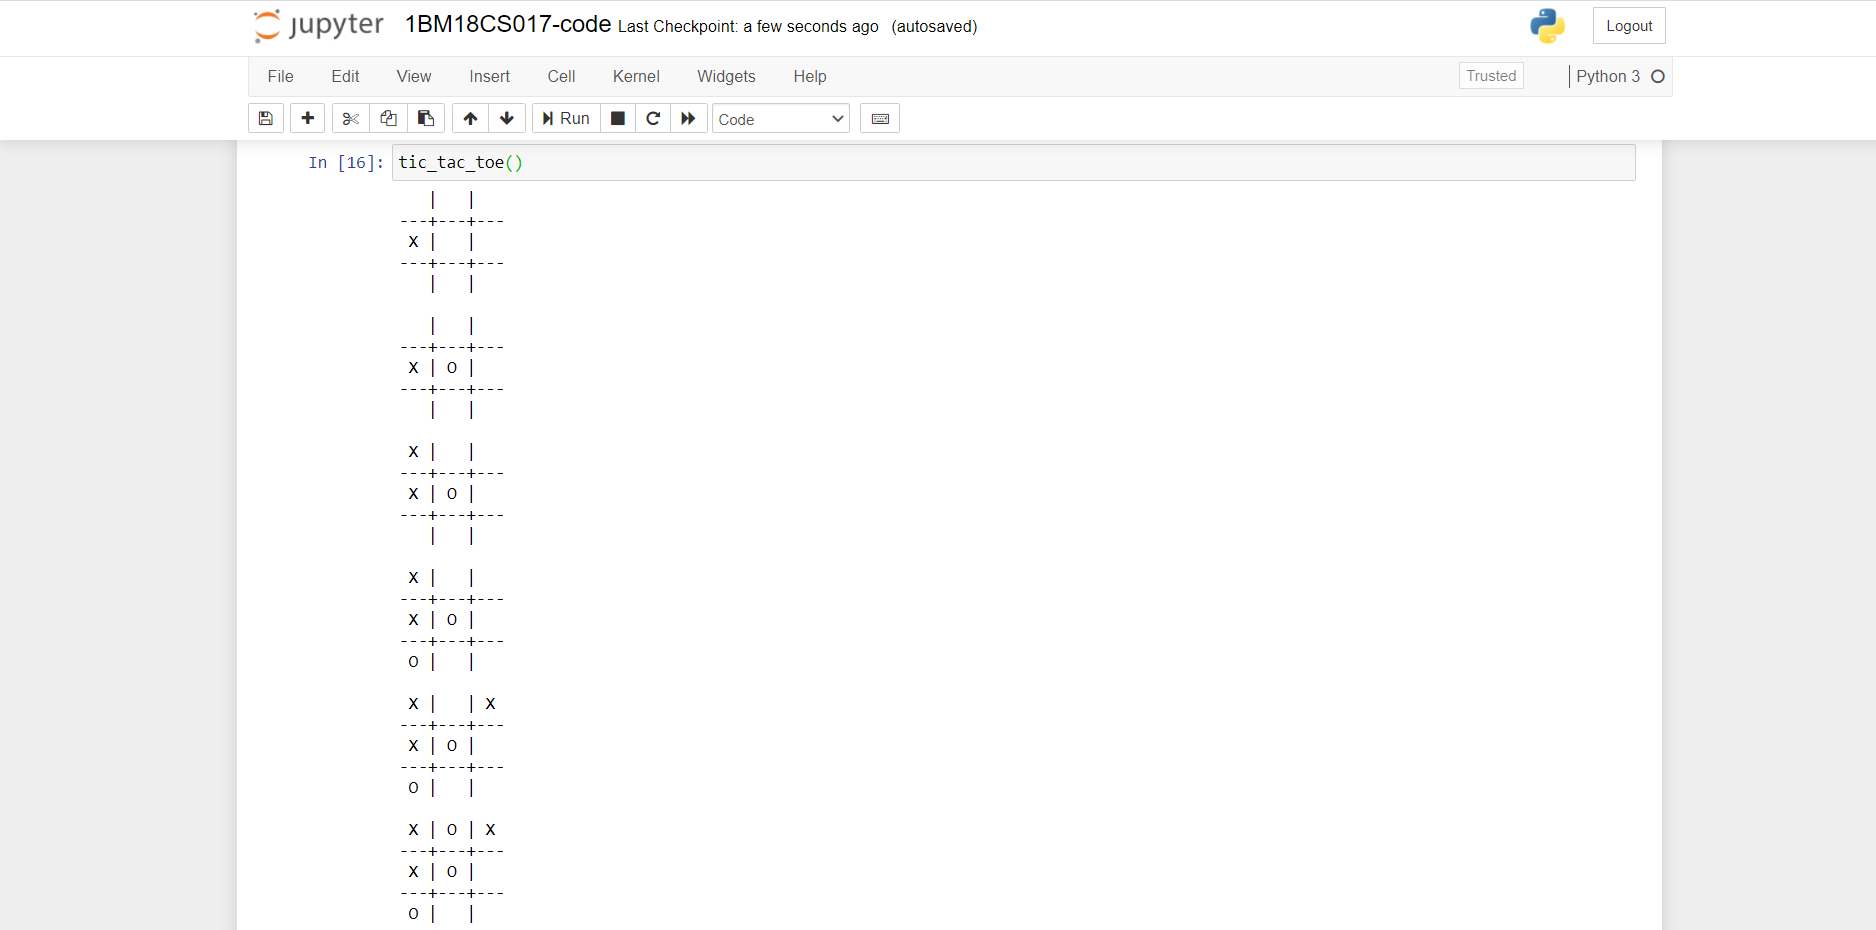 jupyter 1BM18CS017-code Last Checkpoint: a few seconds ago (autosaved) Logout
File Edit View Insert Cell Kernel Widgets Help Trusted Python 3
Run Code
In [16]: tic_tac_toe()
   |   |
---+---+---
 X |   |
---+---+---
   |   |

   |   |
---+---+---
 X | O |
---+---+---
   |   |

 X |   |
---+---+---
 X | O |
---+---+---
   |   |

 X |   |
---+---+---
 X | O |
---+---+---
 O |   |

 X |   | X
---+---+---
 X | O |
---+---+---
 O |   |

 X | O | X
---+---+---
 X | O |
---+---+---
 O |   |